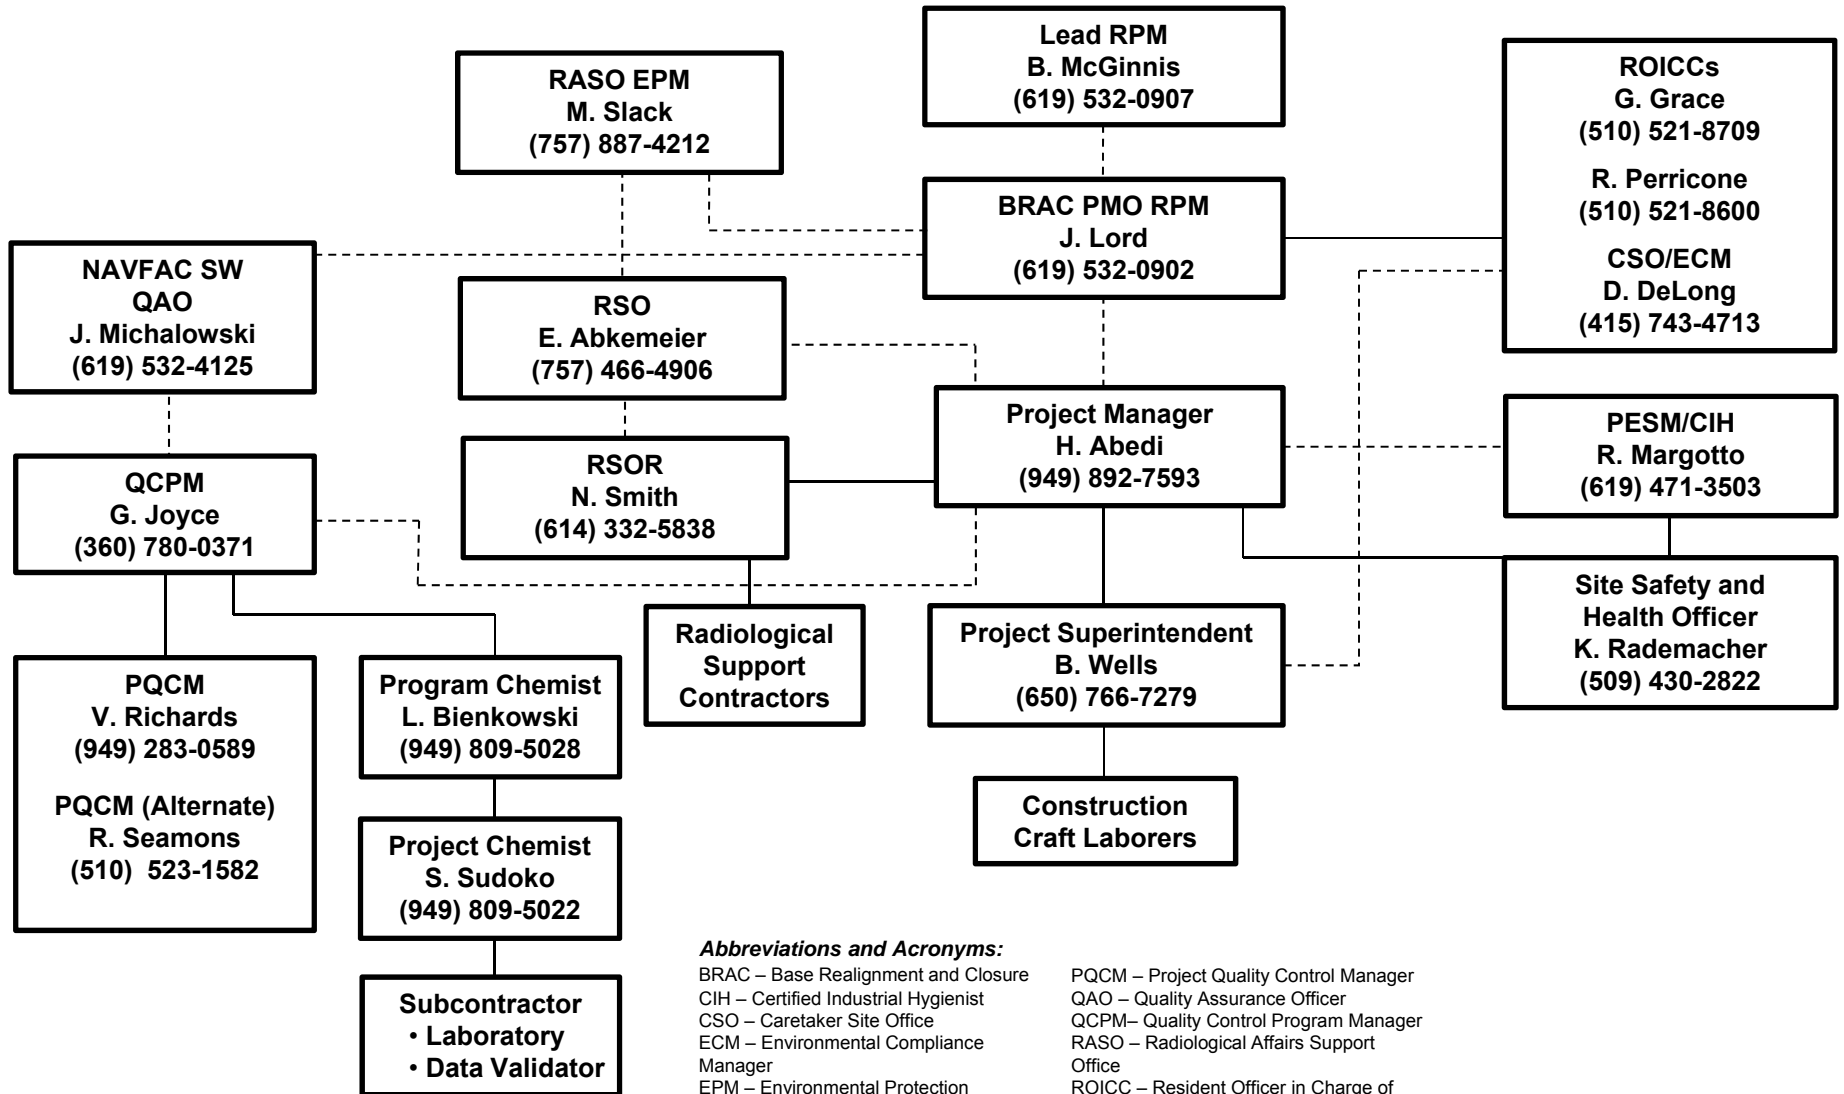 Lead RPM
B. McGinnis
(619) 532-0907
RASO EPM
M. Slack
(757) 887-4212
ROICCs
G. Grace
(510) 521-8709
R. Perricone
(510) 521-8600
CSO/ECM
D. DeLong
(415) 743-4713
BRAC PMO RPM
J. Lord
(619) 532-0902
NAVFAC SW
QAO
J. Michalowski
(619) 532-4125
RSO
E. Abkemeier
(757) 466-4906
Project Manager
H. Abedi
(949) 892-7593
PESM/CIH
R. Margotto
(619) 471-3503
QCPM
G. Joyce
(360) 780-0371
RSOR
N. Smith
(614) 332-5838
Site Safety and
Health Officer
K. Rademacher
(509) 430-2822
Radiological
Support
Contractors
Project Superintendent
B. Wells
(650) 766-7279
PQCM
V. Richards
(949) 283-0589
PQCM (Alternate)
R. Seamons
(510) 523-1582
Program Chemist
L. Bienkowski
(949) 809-5028
Construction
Craft Laborers
Project Chemist
S. Sudoko
(949) 809-5022
Subcontractor
• Laboratory
• Data Validator
Abbreviations and Acronyms:
BRAC – Base Realignment and Closure
CIH – Certified Industrial Hygienist
CSO – Caretaker Site Office
ECM – Environmental Compliance
Manager
EPM – Environmental Protection
PQCM – Project Quality Control Manager
QAO – Quality Assurance Officer
QCPM– Quality Control Program Manager
RASO – Radiological Affairs Support
Office
ROICC – Resident Officer in Charge of